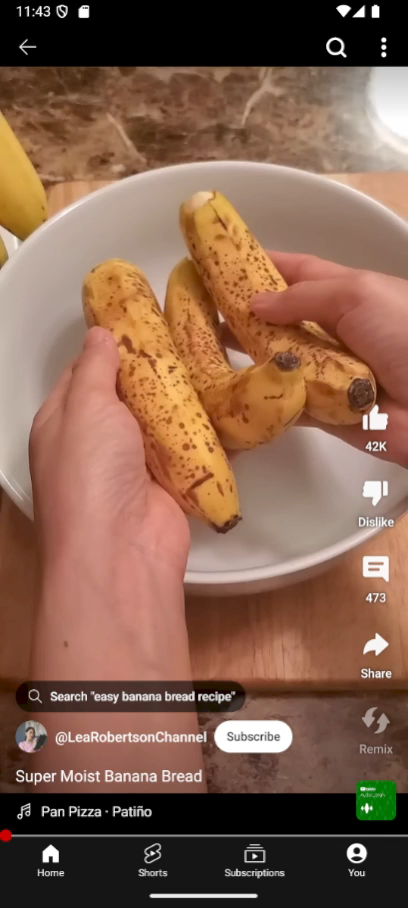 11:43
42K
Dislike
473
Share
Search "easy banana bread recipe"
@LeaRobertsonChannel
Subscribe
Remix
Super Moist Banana Bread
Pan Pizza · Patiño
Home
Shorts
Subscriptions
You